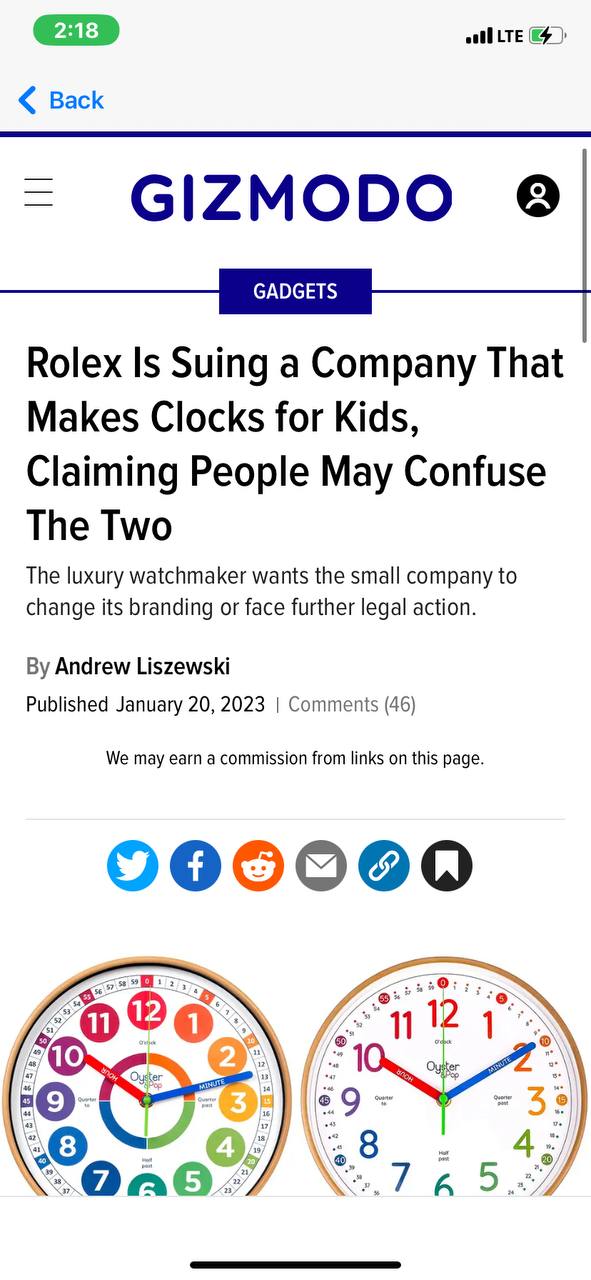 2:18
LTE
Back
GIZMODO
GADGETS
Rolex Is Suing a Company That
Makes Clocks for Kids,
Claiming People May Confuse
The Two
The luxury watchmaker wants the small company to
change its branding or face further legal action.
By Andrew Liszewski
Published January 20, 2023 | Comments (46)
We may earn a commission from links on this page.
12
11
1
10
2
9
3
8
4
7
5
6
O'clock
Oyster
Pop
HOUR
MINUTE
Quarter
to
Quarter
past
Half
past
12
11
1
10
2
9
3
8
4
7
5
6
O'clock
Oyster
Pop
HOUR
MINUTE
Quarter
to
Quarter
past
Half
past